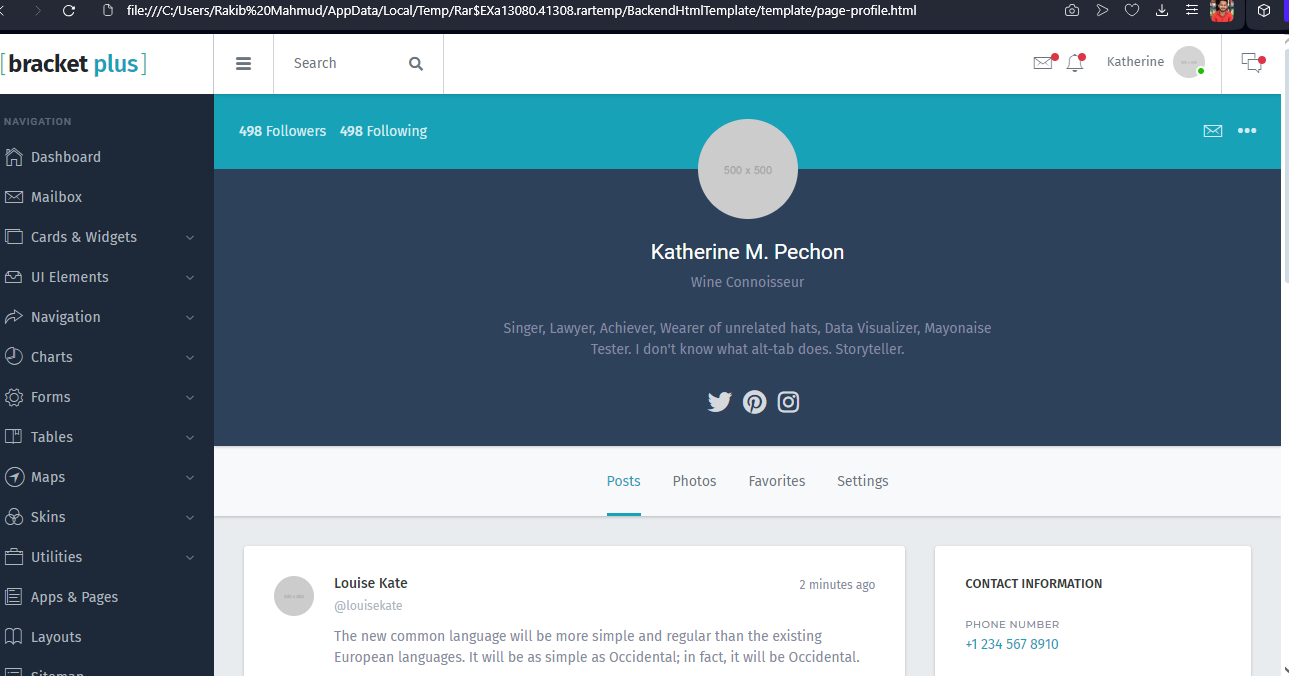 file:///C:/Users/Rakib%20Mahmud/AppData/Local/Temp/Rar$EXa13080.41308.rartemp/BackendHtmlTemplate/template/page-profile.html
[bracket plus]
Search
Katherine
NAVIGATION
Dashboard
Mailbox
Cards & Widgets
UI Elements
Navigation
Charts
Forms
Tables
Maps
Skins
Utilities
Apps & Pages
Layouts
Sitemap
498 Followers 498 Following
500 x 500
Katherine M. Pechon
Wine Connoisseur
Singer, Lawyer, Achiever, Wearer of unrelated hats, Data Visualizer, Mayonaise
Tester. I don't know what alt-tab does. Storyteller.
Posts Photos Favorites Settings
Louise Kate
2 minutes ago
@louisekate
The new common language will be more simple and regular than the existing
European languages. It will be as simple as Occidental; in fact, it will be Occidental.
CONTACT INFORMATION
PHONE NUMBER
+1 234 567 8910